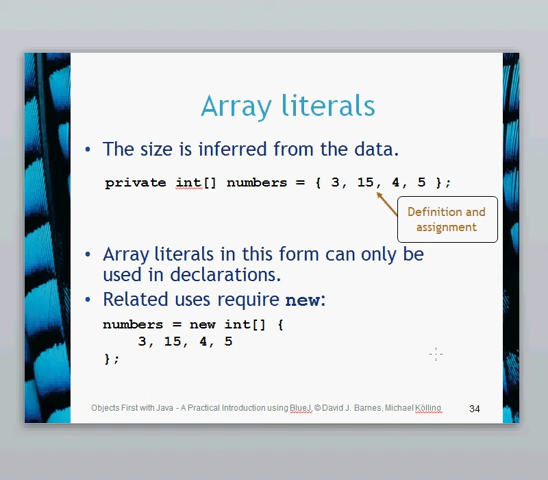 Array literals
• The size is inferred from the data.
private int[] numbers = { 3, 15, 4, 5 };
Definition and
assignment
• Array literals in this form can only be
used in declarations.
• Related uses require new:
numbers = new int[] {
3, 15, 4, 5
};
Objects First with Java - A Practical Introduction using BlueJ, © David J. Barnes, Michael Kölling
34